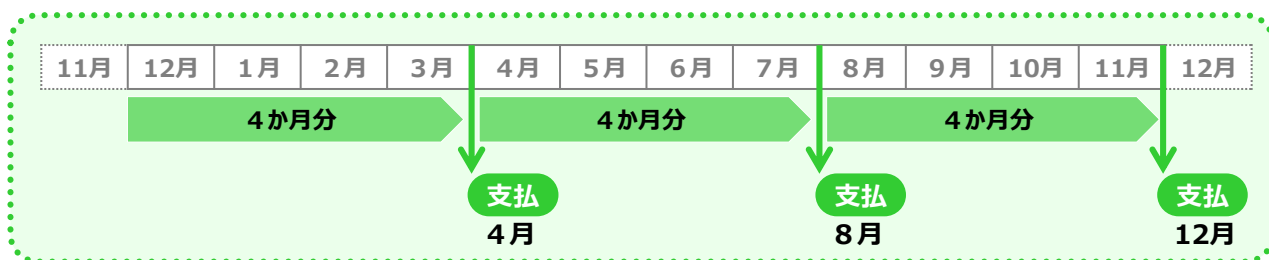 11月 12月 1月 2月 3月 4月 5月 6月 7月 8月 9月 10月 11月 12月
4か月分 4か月分 4か月分
支払 支払 支払
4月 8月 12月